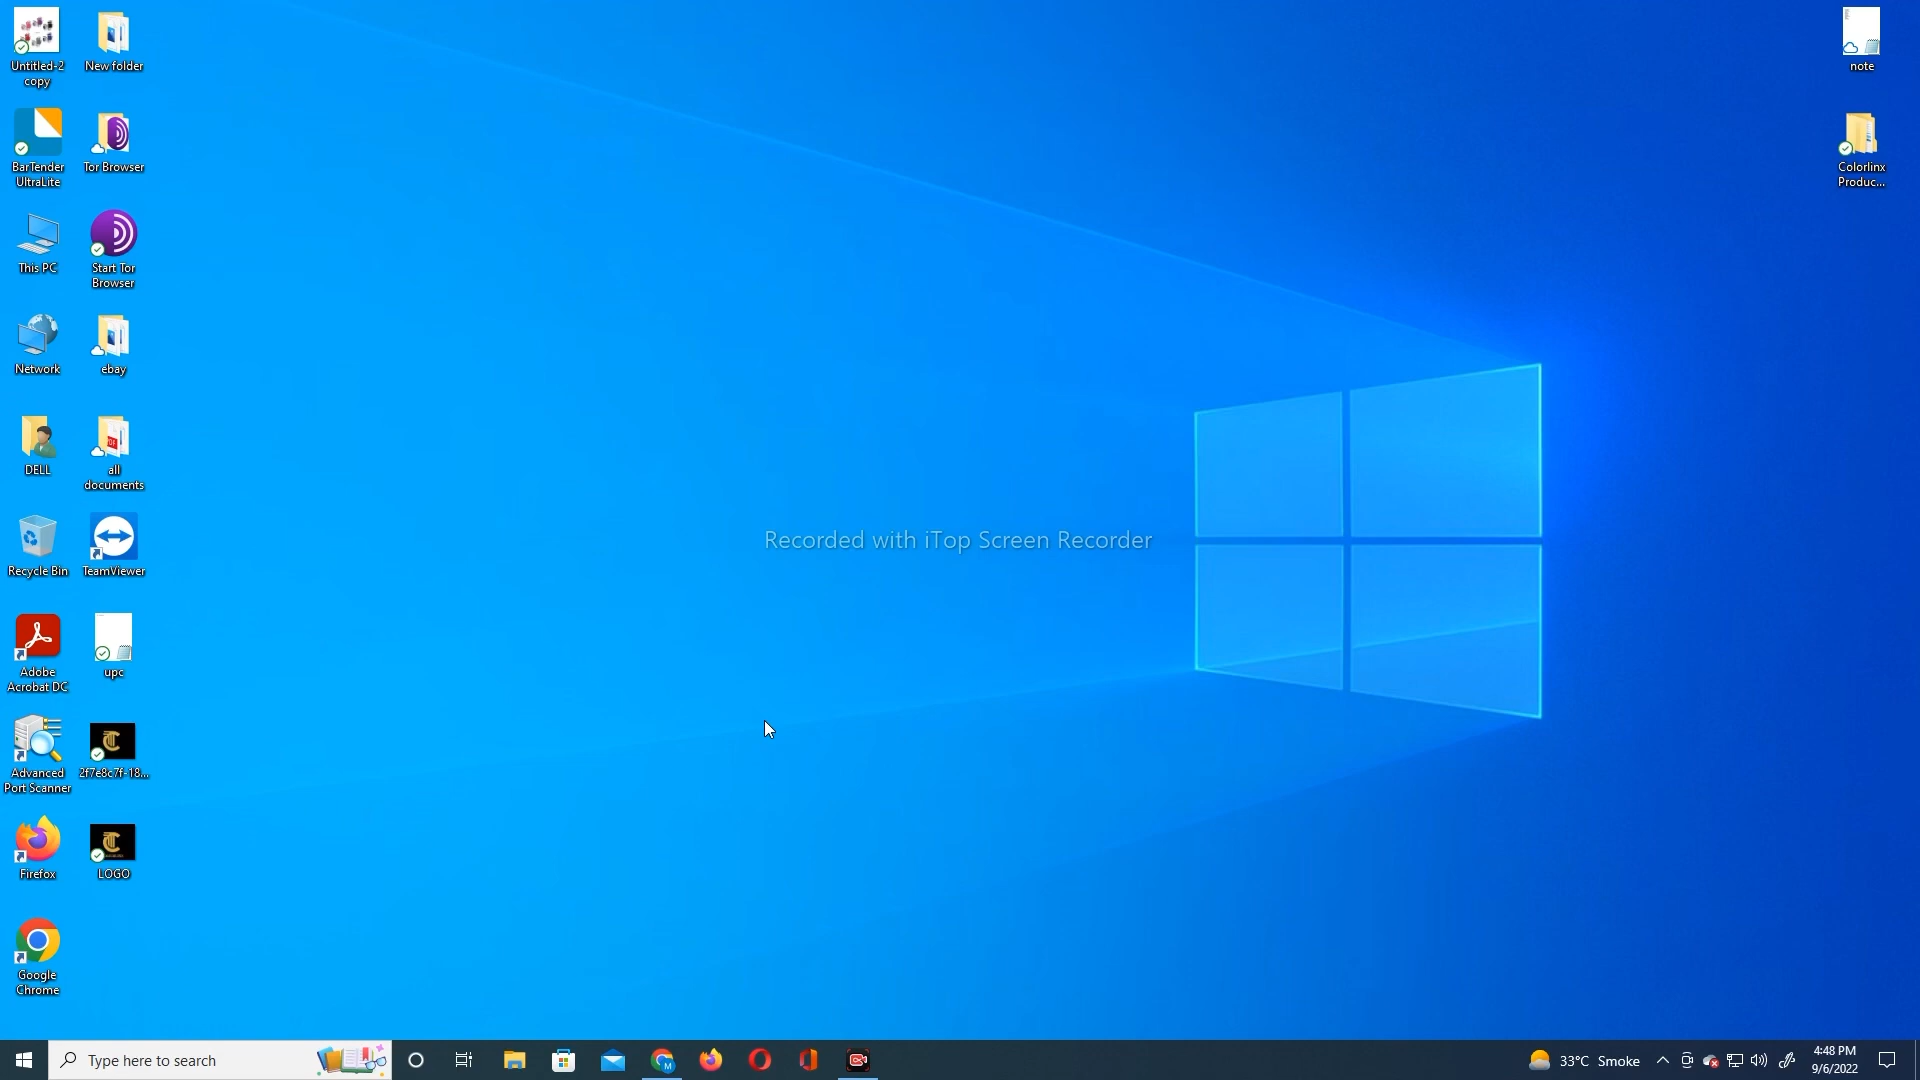 Untitled-2
copy
New folder
note
BarTender
UltraLite
Tor Browser
Colorlinx
Produc...
This PC
Start Tor
Browser
Network
ebay
DELL
all
documents
Recycle Bin
TeamViewer
Recorded with iTop Screen Recorder
Adobe
Acrobat DC
upc
Advanced
Port Scanner
2f7e8c7f-18...
Firefox
LOGO
Google
Chrome
Type here to search
33°C Smoke
4:48 PM
9/6/2022